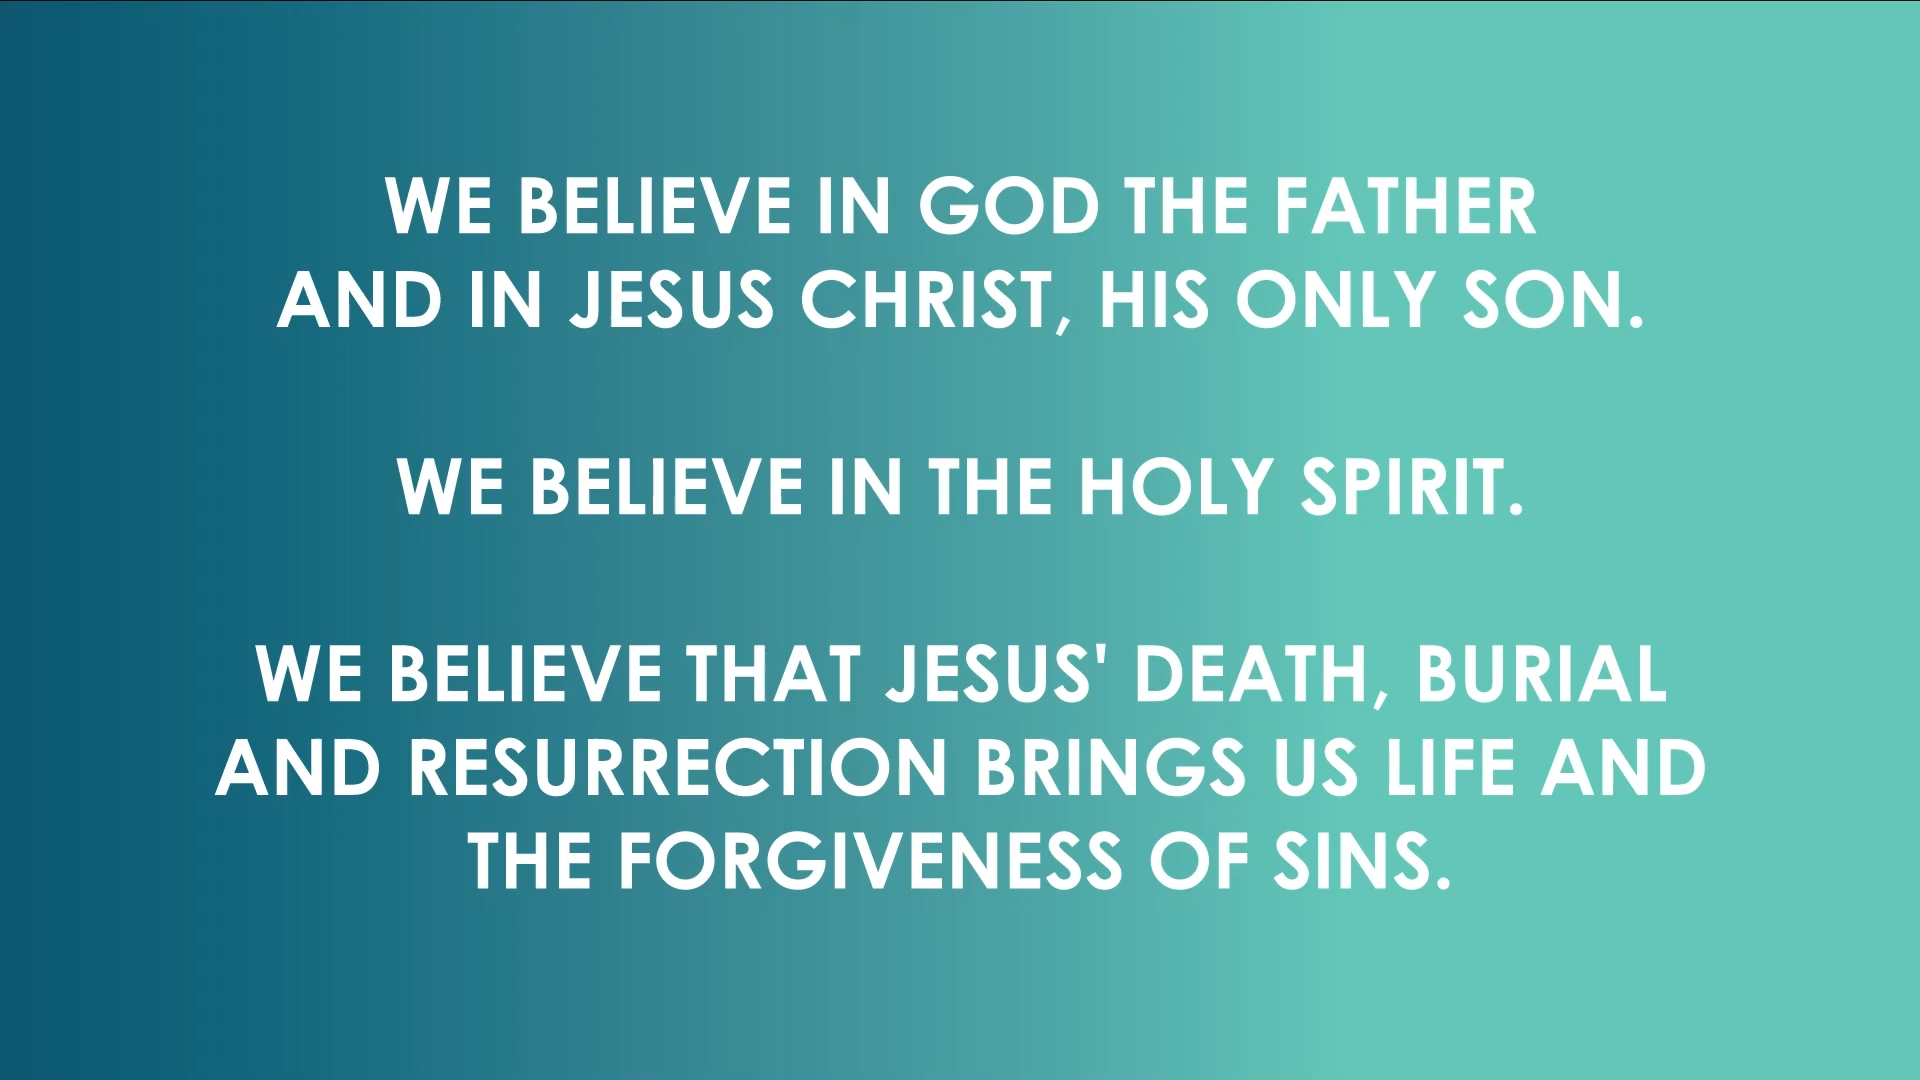 WE BELIEVE IN GOD THE FATHER
AND IN JESUS CHRIST, HIS ONLY SON.
WE BELIEVE IN THE HOLY SPIRIT.
WE BELIEVE THAT JESUS' DEATH, BURIAL
AND RESURRECTION BRINGS US LIFE AND
THE FORGIVENESS OF SINS.